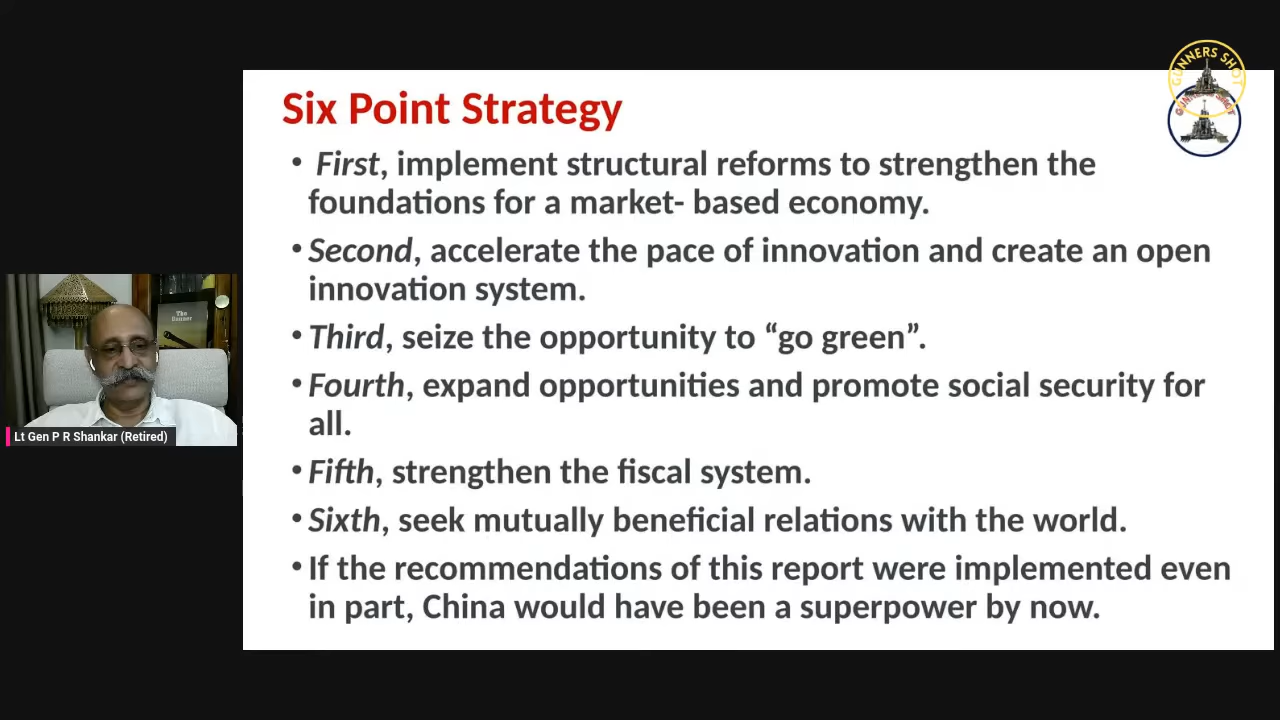 GUNNERS SHOT
Six Point Strategy
• First, implement structural reforms to strengthen the
foundations for a market- based economy.
• Second, accelerate the pace of innovation and create an open
innovation system.
• Third, seize the opportunity to “go green”.
• Fourth, expand opportunities and promote social security for
all.
• Fifth, strengthen the fiscal system.
• Sixth, seek mutually beneficial relations with the world.
• If the recommendations of this report were implemented even
in part, China would have been a superpower by now.
The
Gunner
Lt Gen P R Shankar (Retired)